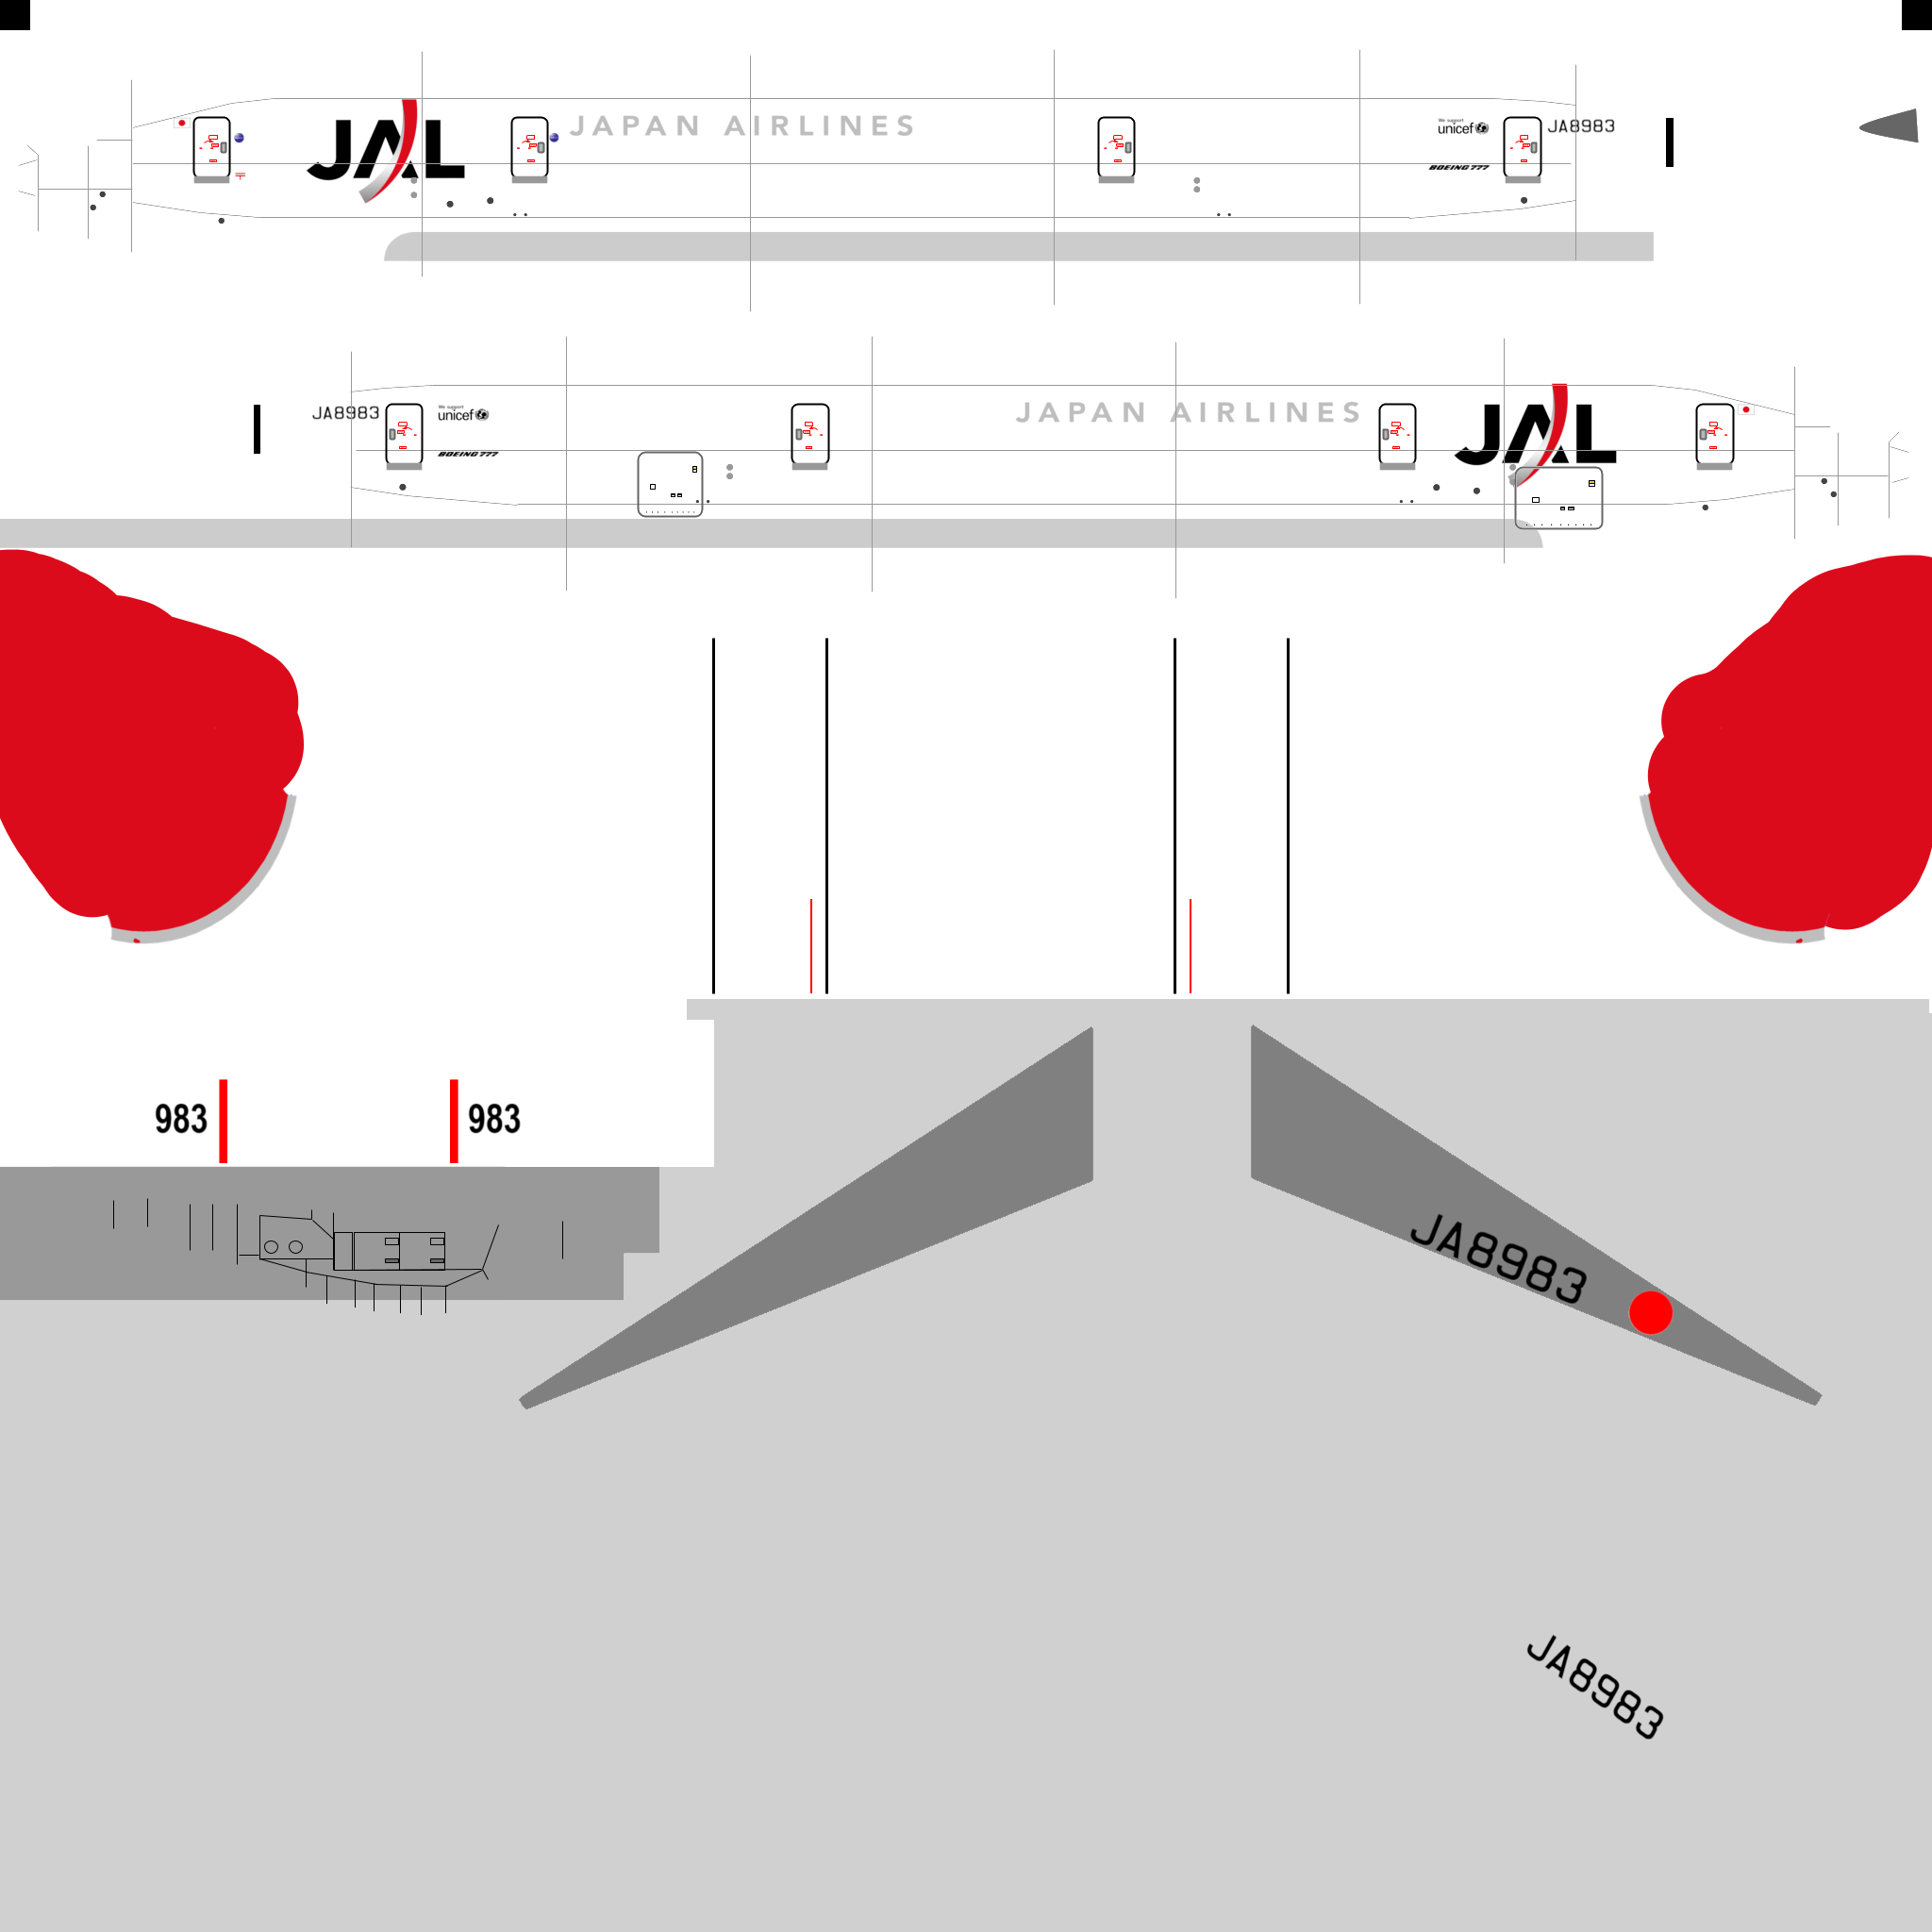 JAL
JAPAN AIRLINES
We support
unicef
JA8983
BOEING 777
JA8983
We support
unicef
BOEING 777
JAPAN AIRLINES
JAL
983
983
JA8983
JA8983